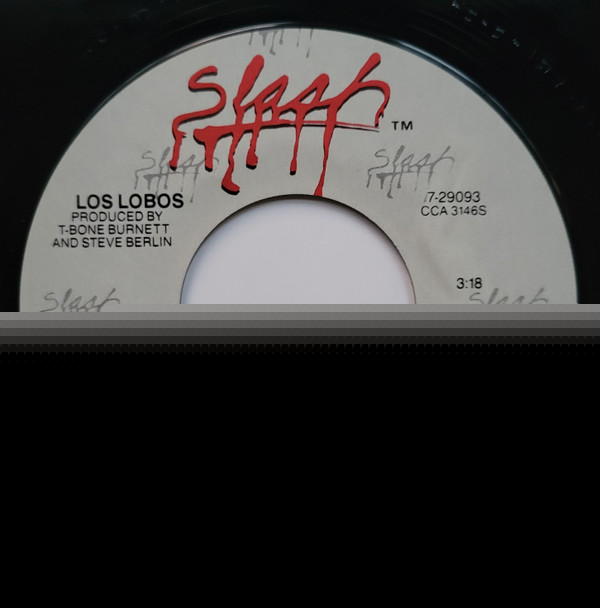 Slash
TM
Slash
Slash
LOS LOBOS
PRODUCED BY
T-BONE BURNETT
AND STEVE BERLIN
7-29093
CCA 3146S
3:18
Slash
Slash